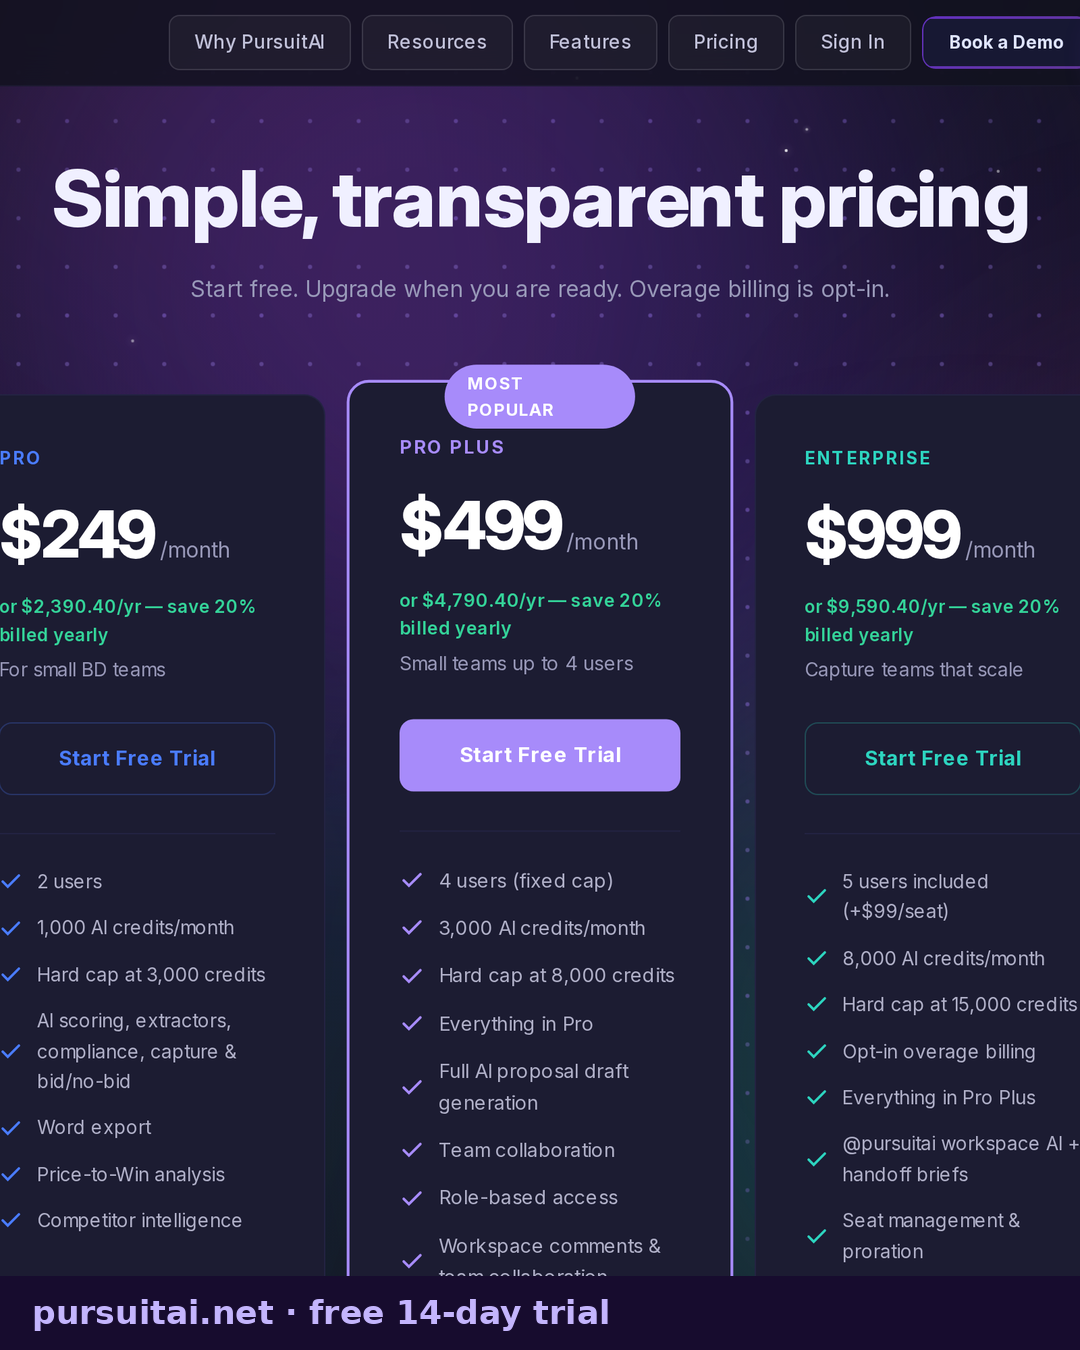 Why PursuitAI
Resources
Features
Pricing
Sign In
Book a Demo
Simple, transparent pricing
Start free. Upgrade when you are ready. Overage billing is opt-in.
PRO
$249 /month
or $2,390.40/yr — save 20%
billed yearly
For small BD teams
Start Free Trial
2 users
1,000 AI credits/month
Hard cap at 3,000 credits
AI scoring, extractors,
compliance, capture &
bid/no-bid
Word export
Price-to-Win analysis
Competitor intelligence
MOST
POPULAR
PRO PLUS
$499 /month
or $4,790.40/yr — save 20%
billed yearly
Small teams up to 4 users
Start Free Trial
4 users (fixed cap)
3,000 AI credits/month
Hard cap at 8,000 credits
Everything in Pro
Full AI proposal draft
generation
Team collaboration
Role-based access
Workspace comments &
team collaboration
ENTERPRISE
$999 /month
or $9,590.40/yr — save 20%
billed yearly
Capture teams that scale
Start Free Trial
5 users included
(+$99/seat)
8,000 AI credits/month
Hard cap at 15,000 credits
Opt-in overage billing
Everything in Pro Plus
@pursuitai workspace AI +
handoff briefs
Seat management &
proration
pursuitai.net · free 14-day trial